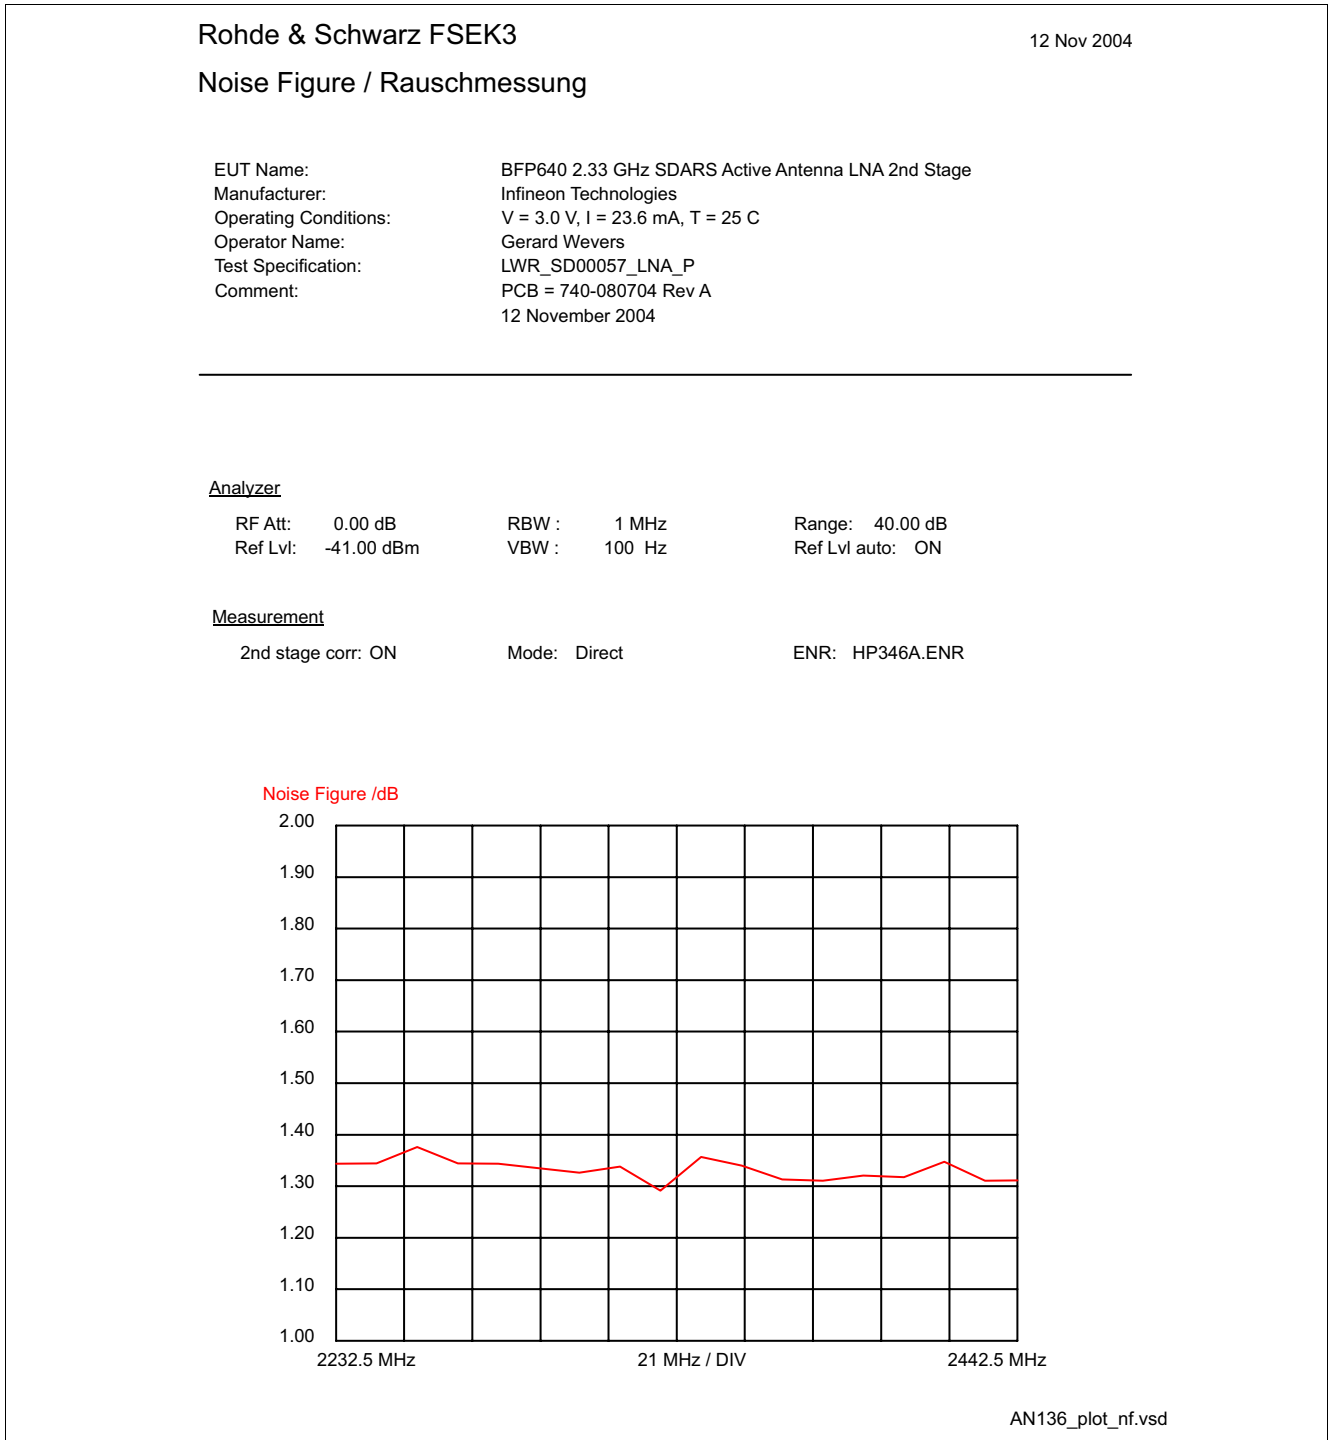 Rohde & Schwarz FSEK3
12 Nov 2004
Noise Figure / Rauschmessung
EUT Name: BFP640 2.33 GHz SDARS Active Antenna LNA 2nd Stage
Manufacturer: Infineon Technologies
Operating Conditions: V = 3.0 V, I = 23.6 mA, T = 25 C
Operator Name: Gerard Wevers
Test Specification: LWR_SD00057_LNA_P
Comment: PCB = 740-080704 Rev A
12 November 2004
Analyzer
RF Att: 0.00 dB RBW : 1 MHz Range: 40.00 dB
Ref Lvl: -41.00 dBm VBW : 100 Hz Ref Lvl auto: ON
Measurement
2nd stage corr: ON Mode: Direct ENR: HP346A.ENR
Noise Figure /dB
2.00
1.90
1.80
1.70
1.60
1.50
1.40
1.30
1.20
1.10
1.00
2232.5 MHz 21 MHz / DIV 2442.5 MHz
AN136_plot_nf.vsd